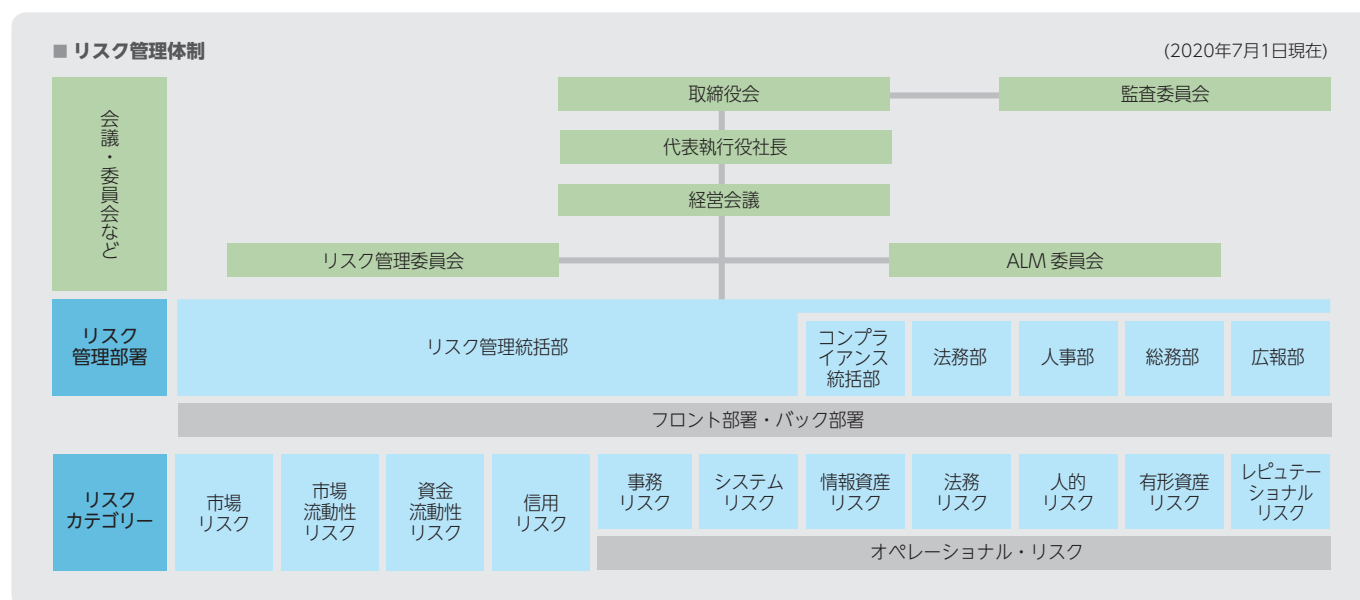 ■ リスク管理体制
(2020年7月1日現在)
会議・委員会など
取締役会
監査委員会
代表執行役社長
経営会議
リスク管理委員会
ALM 委員会
リスク
管理部署
リスク管理統括部
コンプラ
イアンス
統括部
法務部
人事部
総務部
広報部
フロント部署・バック部署
リスク
カテゴリー
市場
リスク
市場
流動性
リスク
資金
流動性
リスク
信用
リスク
事務
リスク
システム
リスク
情報資産
リスク
法務
リスク
人的
リスク
有形資産
リスク
レピュテー
ショナル
リスク
オペレーショナル・リスク